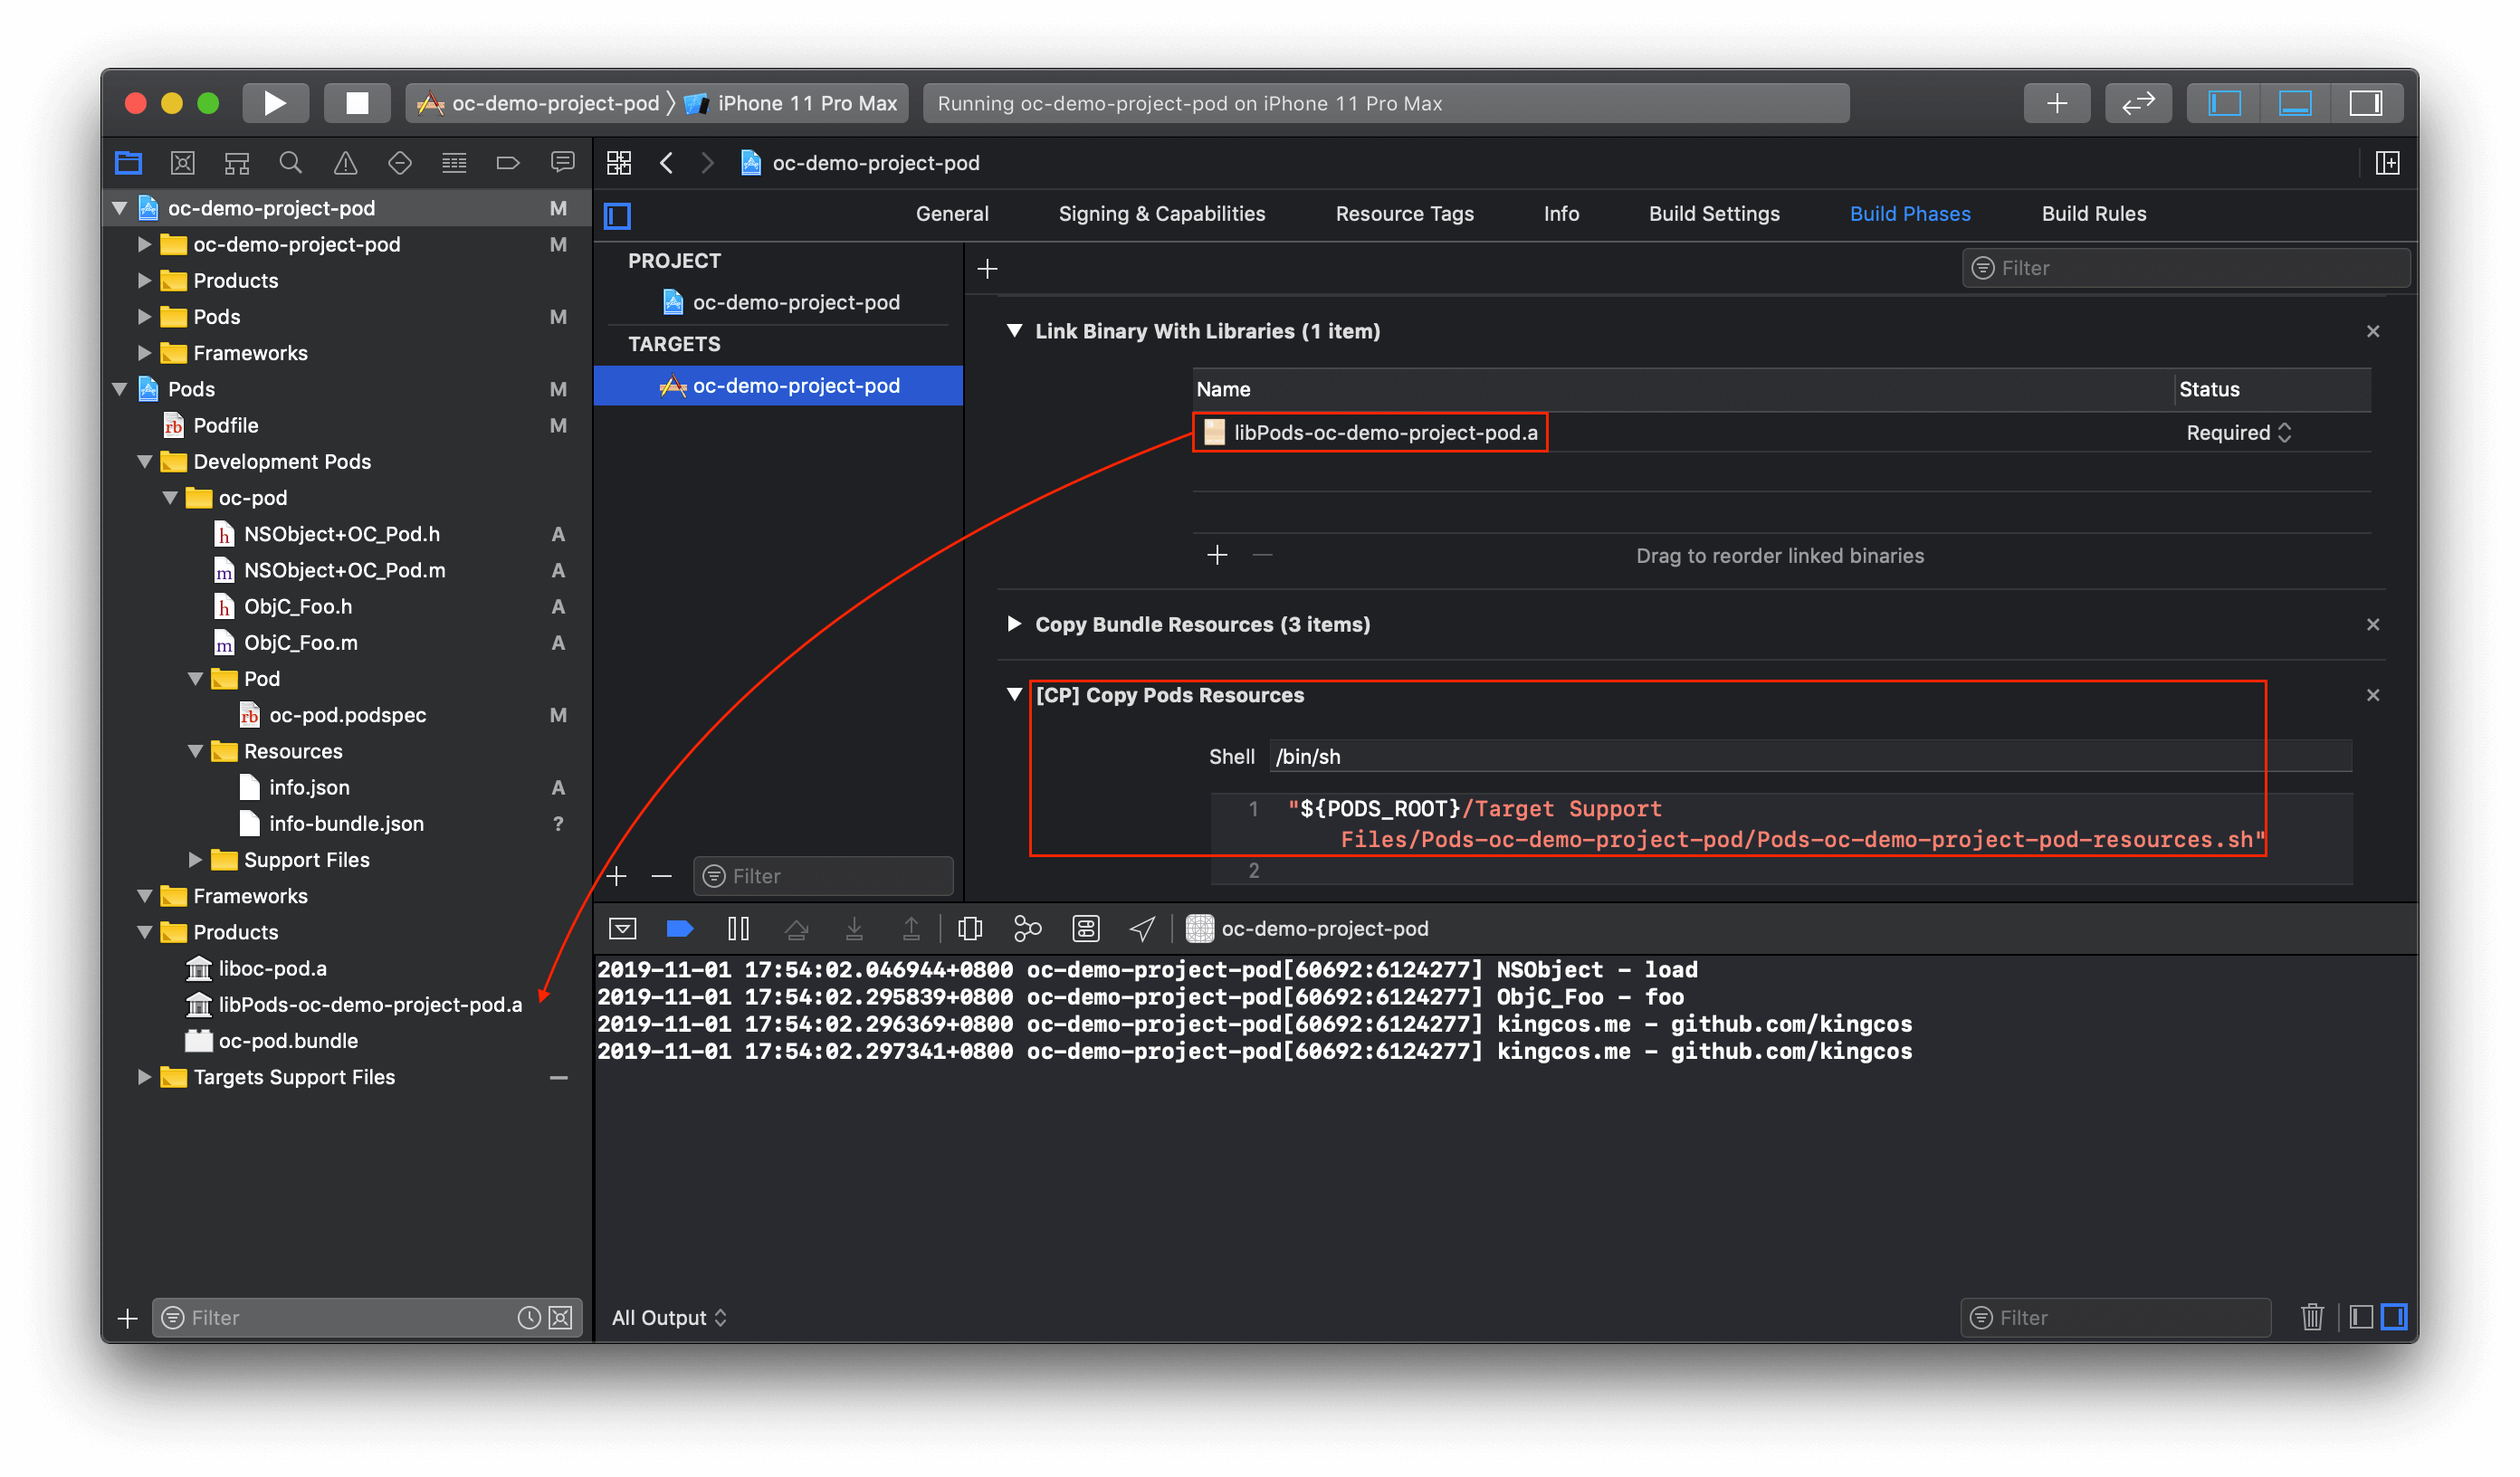 oc-demo-project-pod
iPhone 11 Pro Max
Running oc-demo-project-pod on iPhone 11 Pro Max
oc-demo-project-pod M
oc-demo-project-pod M
Products
Pods M
Frameworks
Pods M
rb Podfile M
Development Pods
oc-pod
h NSObject+OC_Pod.h A
m NSObject+OC_Pod.m A
h ObjC_Foo.h A
m ObjC_Foo.m A
Pod
rb oc-pod.podspec M
Resources
info.json A
info-bundle.json ?
Support Files
Frameworks
Products
liboc-pod.a
libPods-oc-demo-project-pod.a
oc-pod.bundle
Targets Support Files
Filter
oc-demo-project-pod
General Signing & Capabilities Resource Tags Info Build Settings Build Phases Build Rules
PROJECT
oc-demo-project-pod
TARGETS
oc-demo-project-pod
Filter
Filter
Link Binary With Libraries (1 item)
Name Status
libPods-oc-demo-project-pod.a Required
Drag to reorder linked binaries
Copy Bundle Resources (3 items)
[CP] Copy Pods Resources
Shell /bin/sh
1 "${PODS_ROOT}/Target Support
Files/Pods-oc-demo-project-pod/Pods-oc-demo-project-pod-resources.sh"
2
oc-demo-project-pod
2019-11-01 17:54:02.046944+0800 oc-demo-project-pod[60692:6124277] NSObject - load
2019-11-01 17:54:02.295839+0800 oc-demo-project-pod[60692:6124277] ObjC_Foo - foo
2019-11-01 17:54:02.296369+0800 oc-demo-project-pod[60692:6124277] kingcos.me - github.com/kingcos
2019-11-01 17:54:02.297341+0800 oc-demo-project-pod[60692:6124277] kingcos.me - github.com/kingcos
All Output
Filter